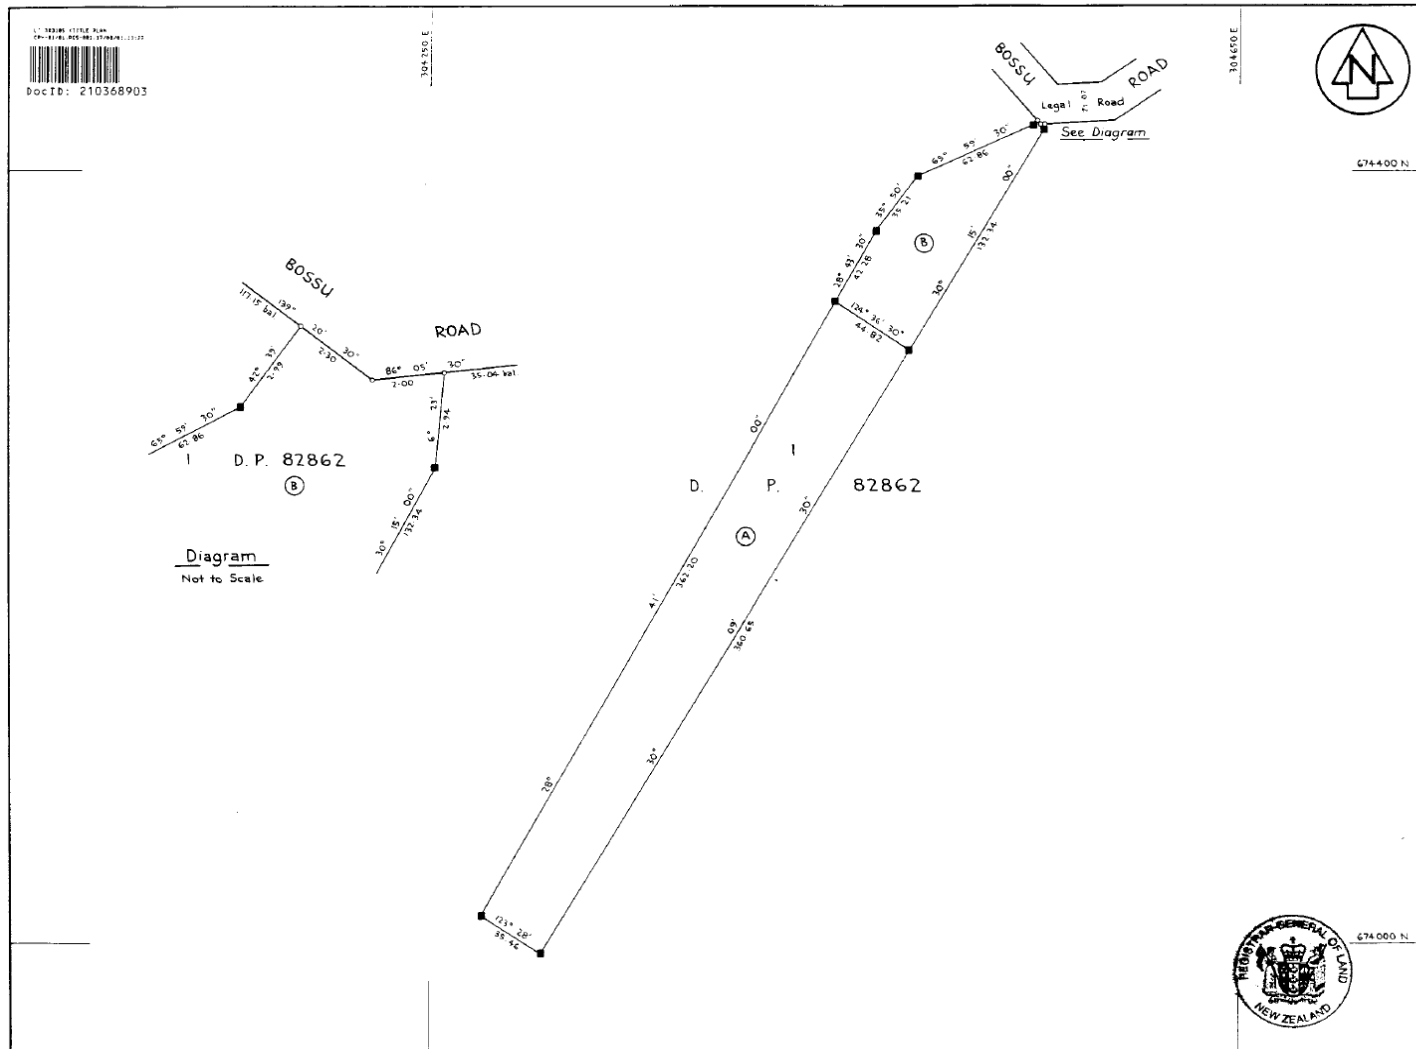 DocID: 210368903
304250 E
304650 E
N
BOSSU ROAD
Legal Road
21 07
See Diagram
674400 N
65° 59' 30"
62 86
35° 50'
35 21
28° 43' 30"
42 28
B
30° 15' 00"
132 34
124° 36' 30"
44 82
BOSSU ROAD
139° 20' 30"
117·15 bal
2·30
86° 05' 30"
2·00
35·04 bal
42° 39'
2·99
65° 59' 30"
62 86
6° 23'
2 94
30° 15' 00"
132 34
1 D. P. 82862
B
Diagram
Not to Scale
1
D. P. 82862
A
28° 41' 00"
362 20
30° 09' 30"
360 65
123° 28'
35 46
674000 N
REGISTRAR-GENERAL OF LAND
NEW ZEALAND